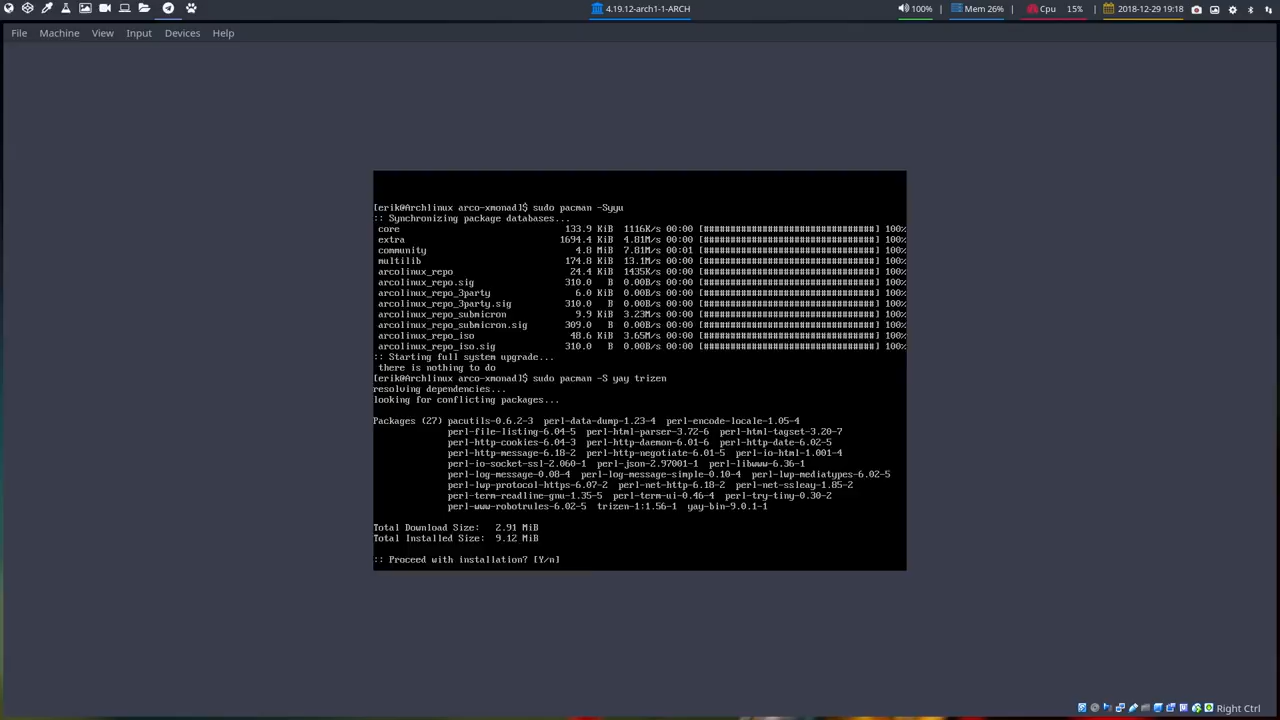 4.19.12-arch1-1-ARCH
100% | Mem 26% | Cpu 15% | 2018-12-29 19:18
File Machine View Input Devices Help
[erik@Archlinux arco-xmonad]$ sudo pacman -Syyu
:: Synchronizing package databases...
core 133.9 KiB 1116K/s 00:00 [################################] 100%
extra 1694.4 KiB 4.81M/s 00:00 [################################] 100%
community 4.8 MiB 7.81M/s 00:01 [################################] 100%
multilib 174.8 KiB 13.1M/s 00:00 [################################] 100%
arcolinux_repo 24.4 KiB 1435K/s 00:00 [################################] 100%
arcolinux_repo.sig 310.0 B 0.00B/s 00:00 [################################] 100%
arcolinux_repo_3party 6.0 KiB 0.00B/s 00:00 [################################] 100%
arcolinux_repo_3party.sig 310.0 B 0.00B/s 00:00 [################################] 100%
arcolinux_repo_submicron 9.9 KiB 3.23M/s 00:00 [################################] 100%
arcolinux_repo_submicron.sig 309.0 B 0.00B/s 00:00 [################################] 100%
arcolinux_repo_iso 48.6 KiB 3.65M/s 00:00 [################################] 100%
arcolinux_repo_iso.sig 310.0 B 0.00B/s 00:00 [################################] 100%
:: Starting full system upgrade...
there is nothing to do
[erik@Archlinux arco-xmonad]$ sudo pacman -S yay trizen
resolving dependencies...
looking for conflicting packages...
Packages (27) pacutils-0.6.2-3 perl-data-dump-1.23-4 perl-encode-locale-1.05-4
perl-file-listing-6.04-5 perl-html-parser-3.72-6 perl-html-tagset-3.20-7
perl-http-cookies-6.04-3 perl-http-daemon-6.01-6 perl-http-date-6.02-5
perl-http-message-6.18-2 perl-http-negotiate-6.01-5 perl-io-html-1.001-4
perl-io-socket-ssl-2.060-1 perl-json-2.97001-1 perl-libwww-6.36-1
perl-log-message-0.08-4 perl-log-message-simple-0.10-4 perl-lwp-mediatypes-6.02-5
perl-lwp-protocol-https-6.07-2 perl-net-http-6.18-2 perl-net-ssleay-1.85-2
perl-term-readline-gnu-1.35-5 perl-term-ui-0.46-4 perl-try-tiny-0.30-2
perl-www-robotrules-6.02-5 trizen-1:1.56-1 yay-bin-9.0.1-1
Total Download Size: 2.91 MiB
Total Installed Size: 9.12 MiB
:: Proceed with installation? [Y/n]
Right Ctrl